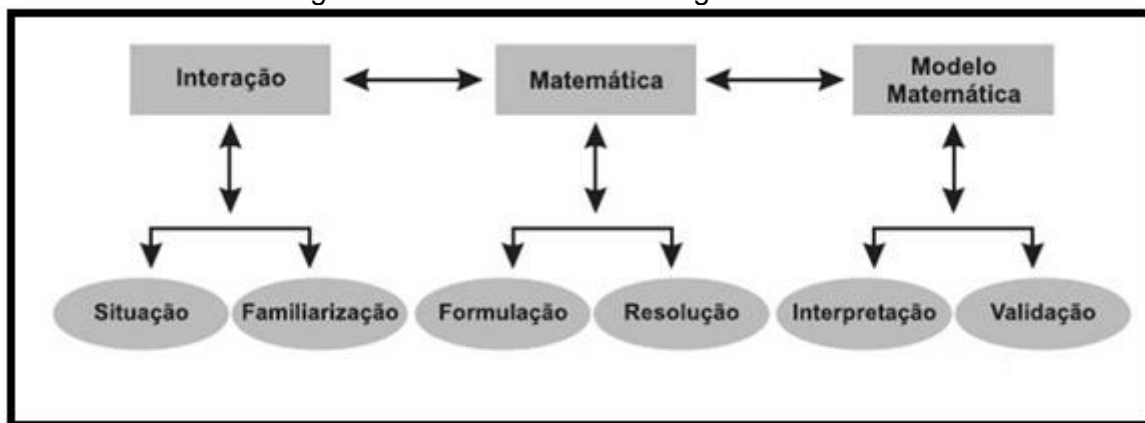 Interação
Matemática
Modelo
Matemática
Situação
Familiarização
Formulação
Resolução
Interpretação
Validação